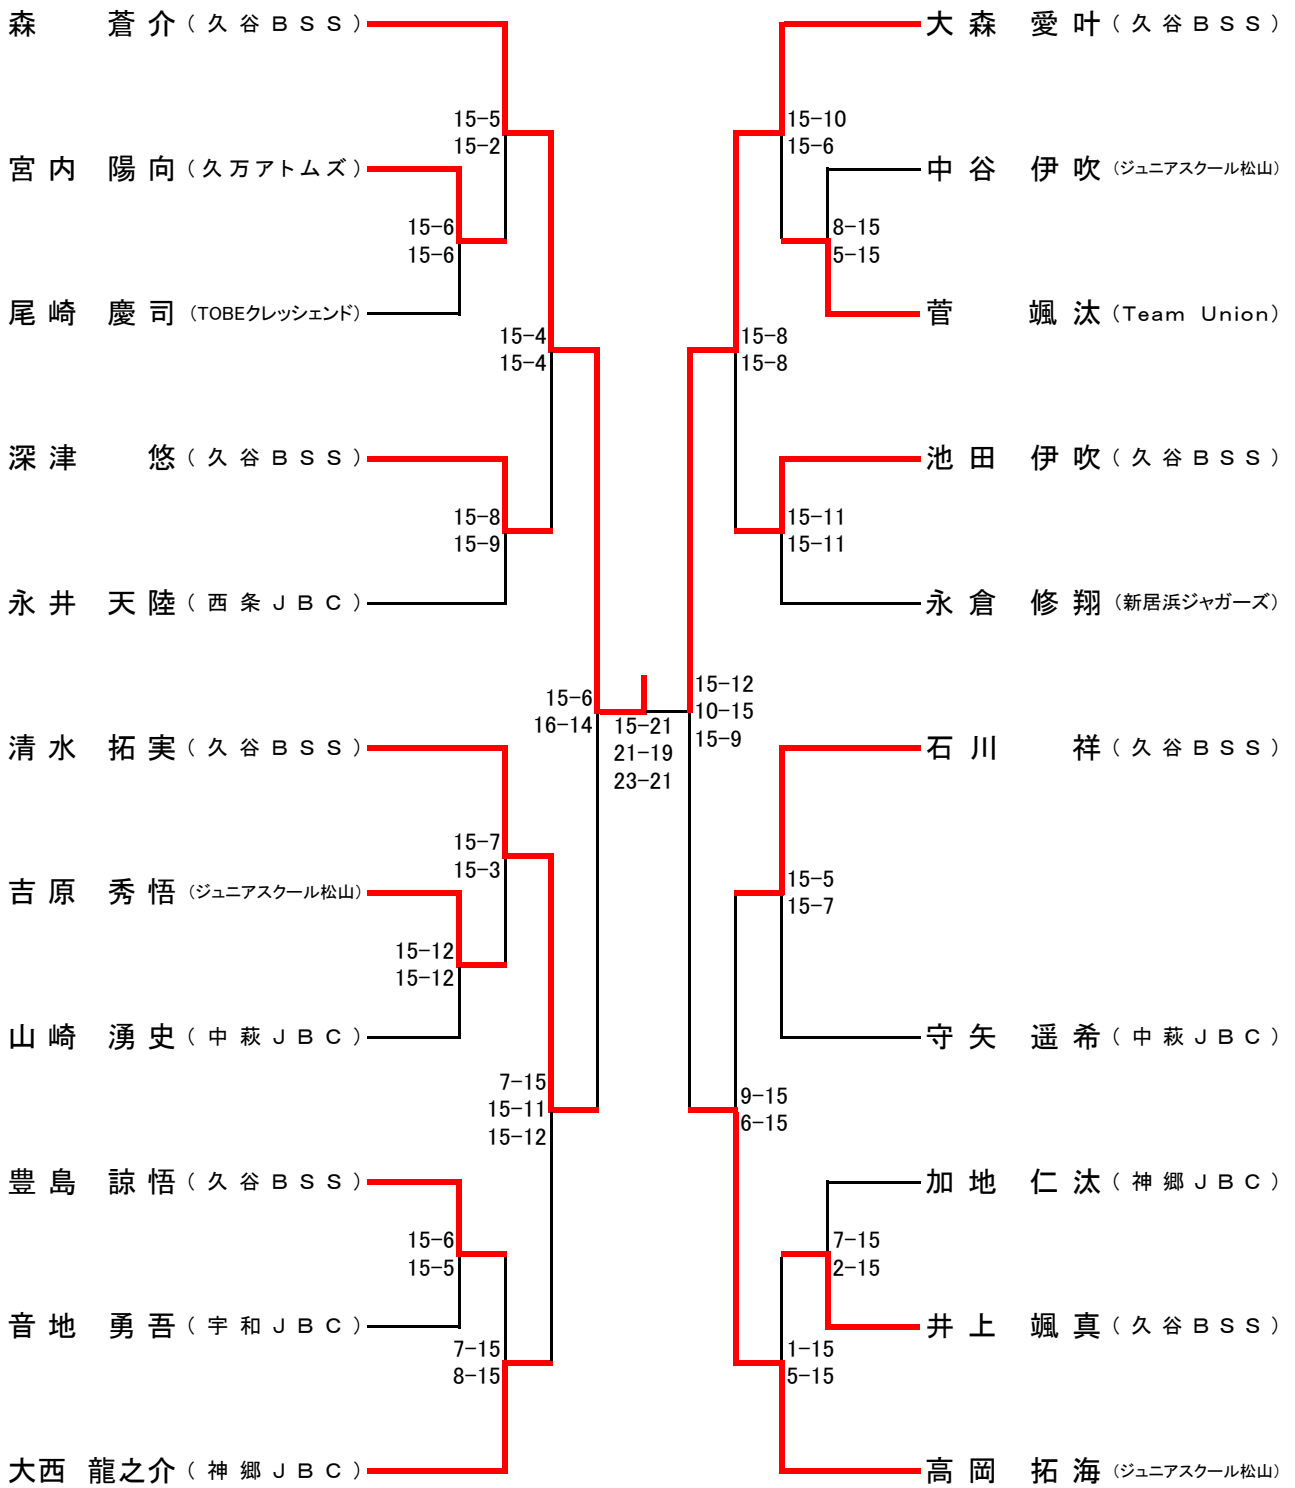 森 蒼介 (久谷ＢＳＳ)
15-5
15-2
宮内 陽向 (久万アトムズ)
15-6
15-6
尾崎 慶司 (TOBEクレッシェンド)
15-4
15-4
深津 悠 (久谷ＢＳＳ)
15-8
15-9
永井 天陸 (西条ＪＢＣ)
15-6
16-14
清水 拓実 (久谷ＢＳＳ)
15-7
15-3
吉原 秀悟 (ジュニアスクール松山)
15-12
15-12
山崎 湧史 (中萩ＪＢＣ)
7-15
15-11
15-12
豊島 諒悟 (久谷ＢＳＳ)
15-6
15-5
音地 勇吾 (宇和ＪＢＣ)
7-15
8-15
大西 龍之介 (神郷ＪＢＣ)
15-21
21-19
23-21
大森 愛叶 (久谷ＢＳＳ)
15-10
15-6
中谷 伊吹 (ジュニアスクール松山)
8-15
5-15
菅 颯汰 (Team Union)
15-8
15-8
池田 伊吹 (久谷ＢＳＳ)
15-11
15-11
永倉 修翔 (新居浜ジャガーズ)
15-12
10-15
15-9
石川 祥 (久谷ＢＳＳ)
15-5
15-7
守矢 遥希 (中萩ＪＢＣ)
9-15
6-15
加地 仁汰 (神郷ＪＢＣ)
7-15
2-15
井上 颯真 (久谷ＢＳＳ)
1-15
5-15
高岡 拓海 (ジュニアスクール松山)